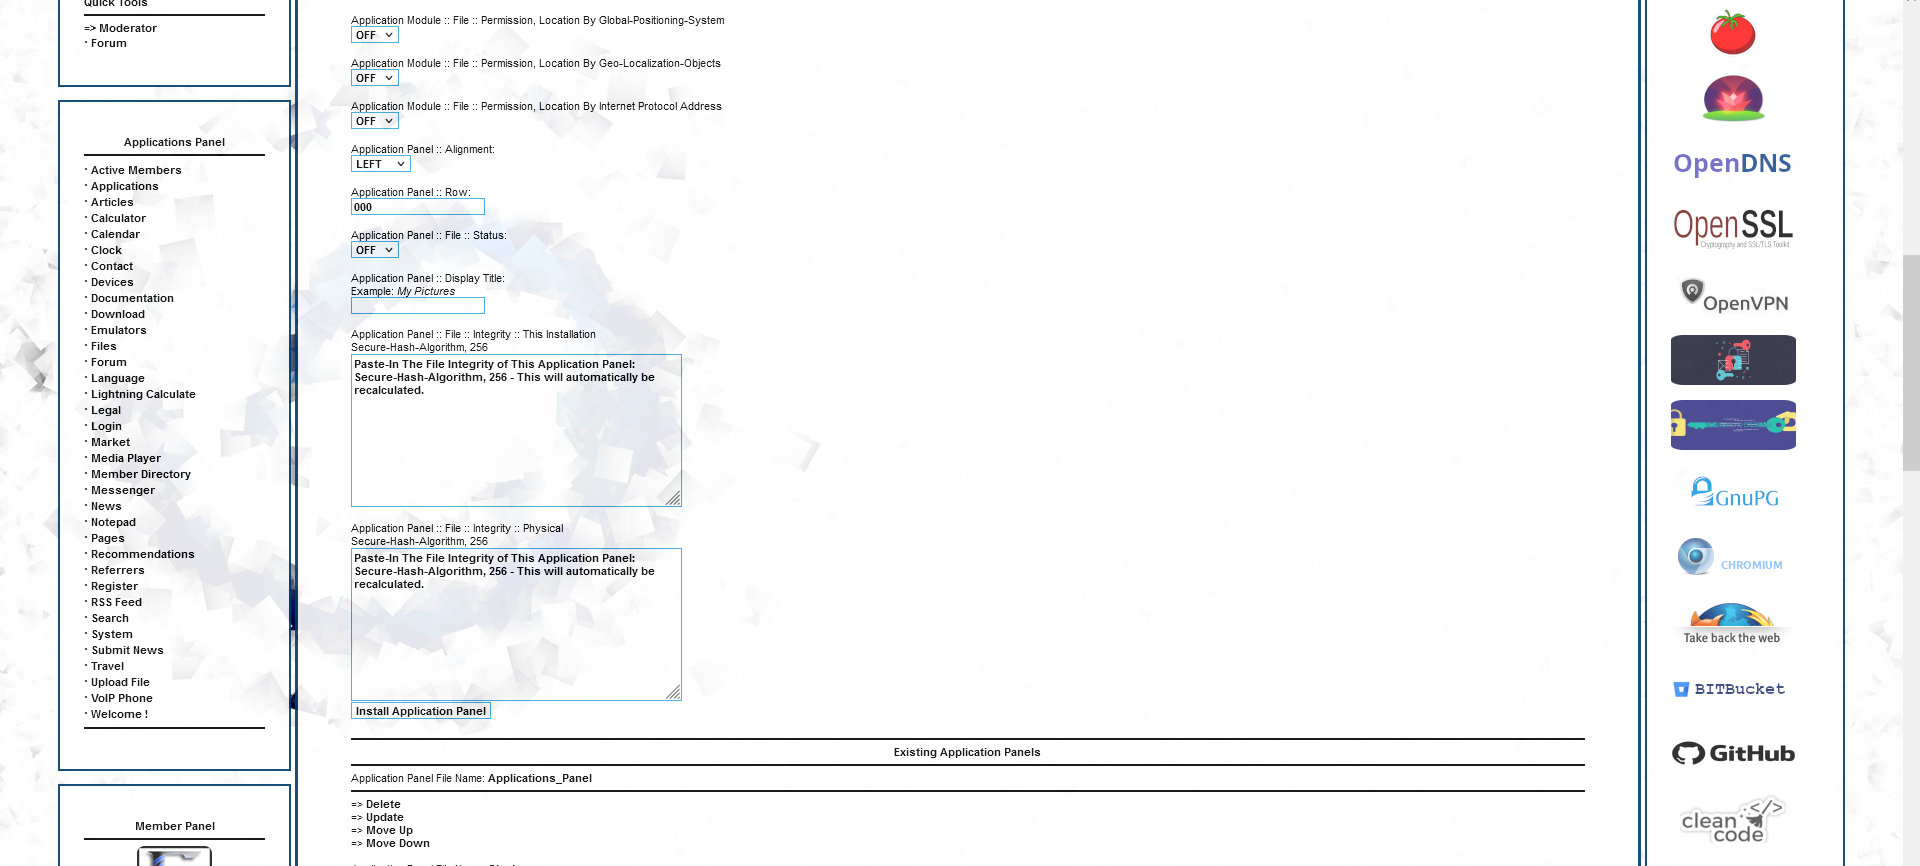 Quick Tools
=> Moderator
· Forum
Applications Panel
· Active Members
· Applications
· Articles
· Calculator
· Calendar
· Clock
· Contact
· Devices
· Documentation
· Download
· Emulators
· Files
· Forum
· Language
· Lightning Calculate
· Legal
· Login
· Market
· Media Player
· Member Directory
· Messenger
· News
· Notepad
· Pages
· Recommendations
· Referrers
· Register
· RSS Feed
· Search
· System
· Submit News
· Travel
· Upload File
· VoIP Phone
· Welcome !
Member Panel
Application Module :: File :: Permission, Location By Global-Positioning-System
OFF
Application Module :: File :: Permission, Location By Geo-Localization-Objects
OFF
Application Module :: File :: Permission, Location By Internet Protocol Address
OFF
Application Panel :: Alignment:
LEFT
Application Panel :: Row:
000
Application Panel :: File :: Status:
OFF
Application Panel :: Display Title:
Example: My Pictures
Application Panel :: File :: Integrity :: This Installation
Secure-Hash-Algorithm, 256
Paste-In The File Integrity of This Application Panel:
Secure-Hash-Algorithm, 256 - This will automatically be
recalculated.
Application Panel :: File :: Integrity :: Physical
Secure-Hash-Algorithm, 256
Paste-In The File Integrity of This Application Panel:
Secure-Hash-Algorithm, 256 - This will automatically be
recalculated.
Install Application Panel
Existing Application Panels
Application Panel File Name: Applications_Panel
=> Delete
=> Update
=> Move Up
=> Move Down
OpenDNS
OpenSSL
Cryptography and SSL/TLS Toolkit
OpenVPN
GnuPG
CHROMIUM
Take back the web
BITBucket
GitHub
clean </>
code